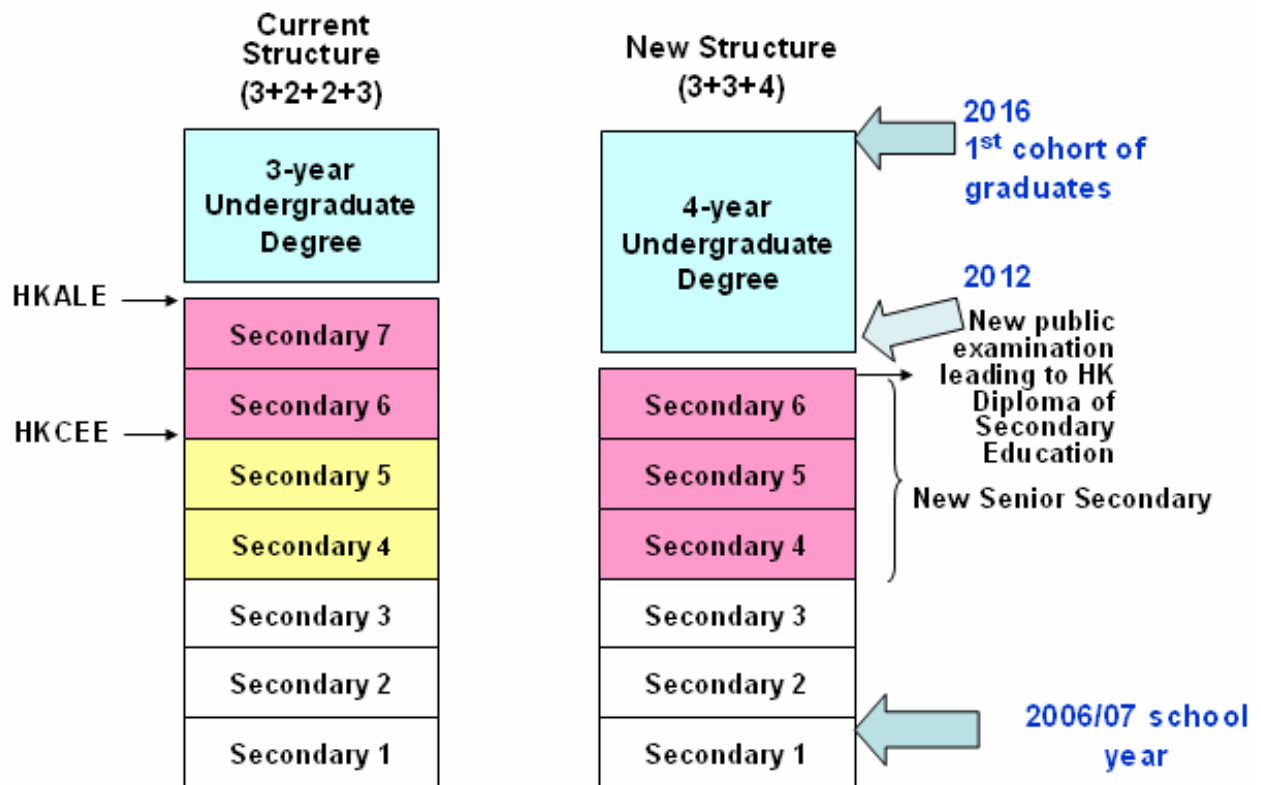 Current
Structure
(3+2+2+3)
3-year
Undergraduate
Degree
HKALE
Secondary 7
Secondary 6
HKCEE
Secondary 5
Secondary 4
Secondary 3
Secondary 2
Secondary 1
New Structure
(3+3+4)
4-year
Undergraduate
Degree
Secondary 6
Secondary 5
Secondary 4
Secondary 3
Secondary 2
Secondary 1
2016
1st cohort of
graduates
2012
New public
examination
leading to HK
Diploma of
Secondary
Education
New Senior Secondary
2006/07 school
year